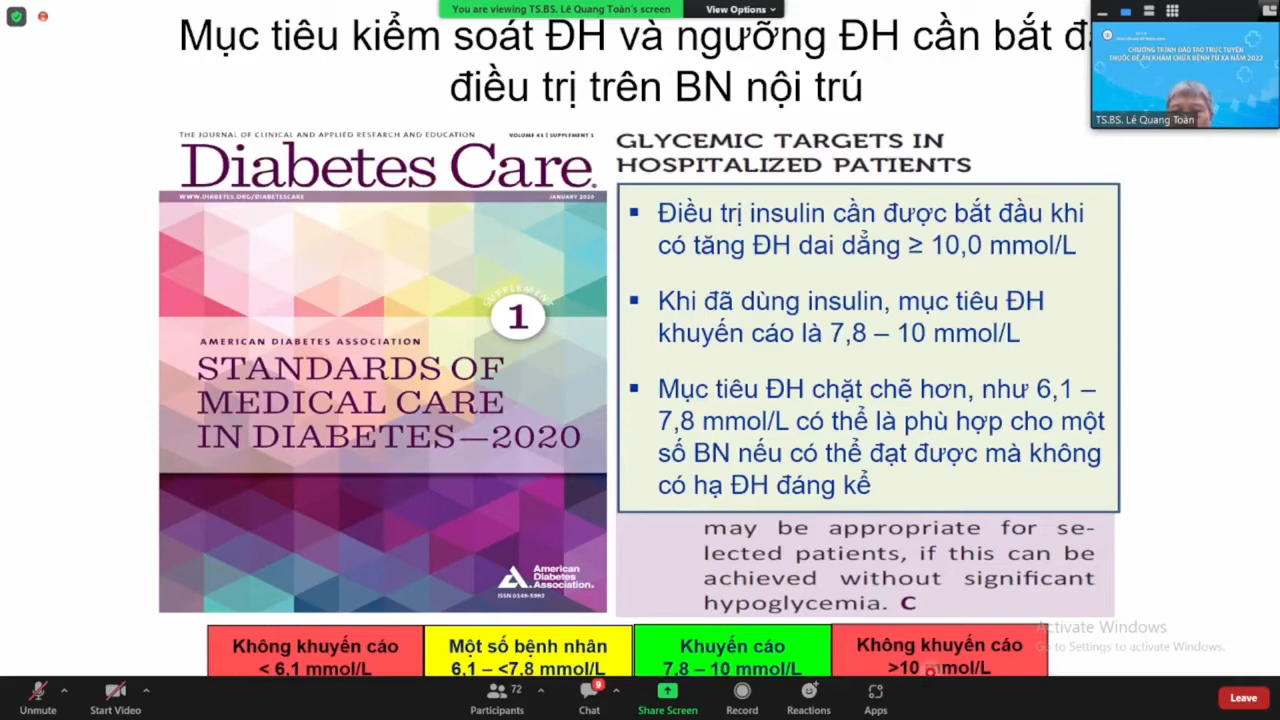 You are viewing TS.BS. Lê Quang Toàn's screen
View Options
Mục tiêu kiểm soát ĐH và ngưỡng ĐH cần bắt
điều trị trên BN nội trú
CHƯƠNG TRÌNH ĐÀO TẠO TRỰC TUYẾN
THUỘC ĐỀ ÁN KHÁM CHỮA BỆNH TỪ XA NĂM 2022
TS.BS. Lê Quang Toàn
THE JOURNAL OF CLINICAL AND APPLIED RESEARCH AND EDUCATION
VOLUME 43 | SUPPLEMENT 1
Diabetes Care
WWW.DIABETES.ORG/DIABETESCARE
JANUARY 2020
SUPPLEMENT
1
AMERICAN DIABETES ASSOCIATION
STANDARDS OF
MEDICAL CARE
IN DIABETES—2020
American
Diabetes
Association.
ISSN 0149-5992
GLYCEMIC TARGETS IN
HOSPITALIZED PATIENTS
▪ Điều trị insulin cần được bắt đầu khi
có tăng ĐH dai dẳng ≥ 10,0 mmol/L
▪ Khi đã dùng insulin, mục tiêu ĐH
khuyến cáo là 7,8 – 10 mmol/L
▪ Mục tiêu ĐH chặt chẽ hơn, như 6,1 –
7,8 mmol/L có thể là phù hợp cho một
số BN nếu có thể đạt được mà không
có hạ ĐH đáng kể
may be appropriate for se-
lected patients, if this can be
achieved without significant
hypoglycemia. C
Không khuyến cáo
< 6,1 mmol/L
Một số bệnh nhân
6,1 – <7,8 mmol/L
Khuyến cáo
7,8 – 10 mmol/L
Không khuyến cáo
>10 mmol/L
Activate Windows
Go to Settings to activate Windows.
Unmute
Start Video
72
Participants
9
Chat
Share Screen
Record
Reactions
Apps
Leave